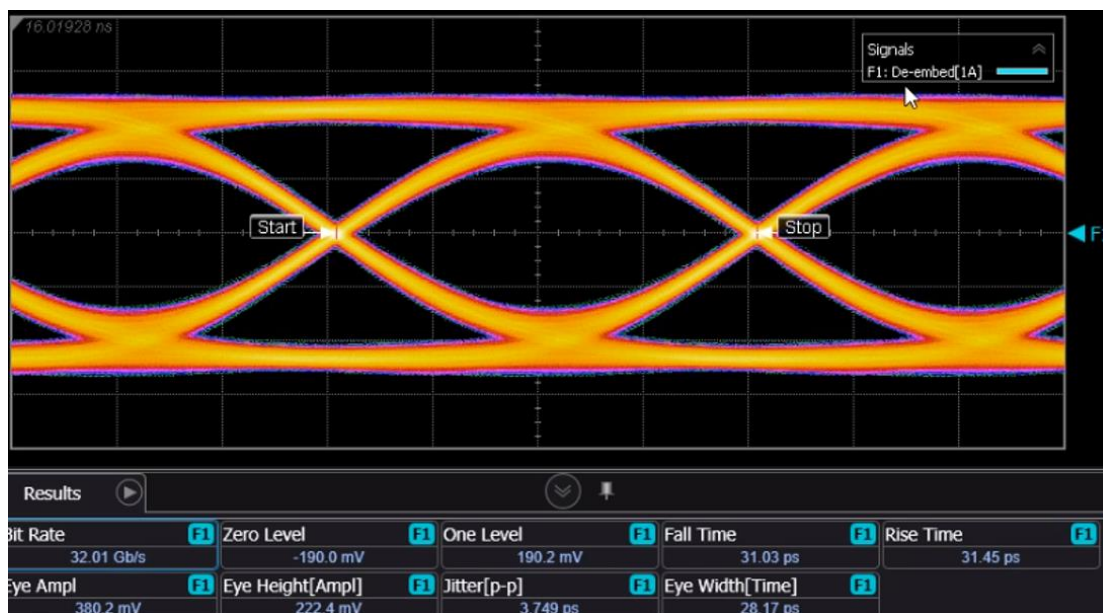 16.01928 ns
Signals
F1: De-embed[1A]
Start
Stop
F
Results
Bit Rate F1 Zero Level F1 One Level F1 Fall Time F1 Rise Time F1
32.01 Gb/s -190.0 mV 190.2 mV 31.03 ps 31.45 ps
Eye Ampl F1 Eye Height[Ampl] F1 Jitter[p-p] F1 Eye Width[Time] F1
380.2 mV 222.4 mV 3.749 ps 28.17 ps